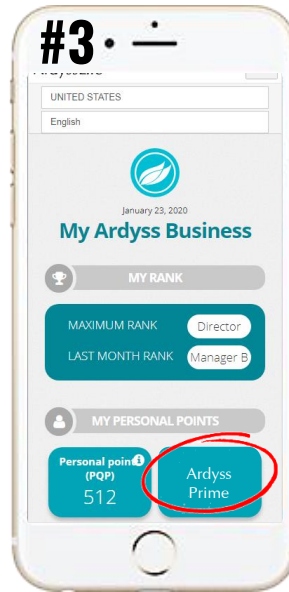 #3
UNITED STATES
English
January 23, 2020
My Ardyss Business
MY RANK
MAXIMUM RANK Director
LAST MONTH RANK Manager B
MY PERSONAL POINTS
Personal point
(PQP)
512
Ardyss
Prime